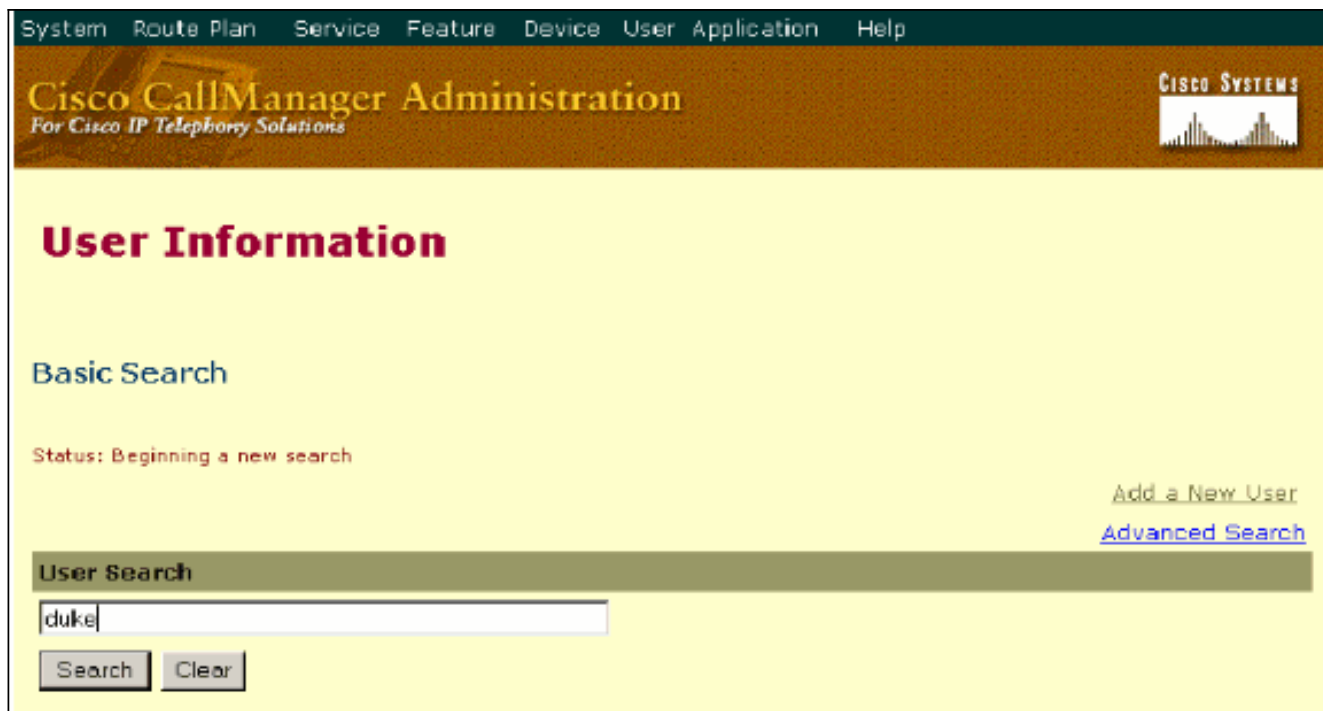 System Route Plan Service Feature Device User Application Help
Cisco CallManager Administration
For Cisco IP Telephony Solutions
CISCO SYSTEMS
User Information
Basic Search
Status: Beginning a new search
Add a New User
Advanced Search
User Search
duke
Search Clear